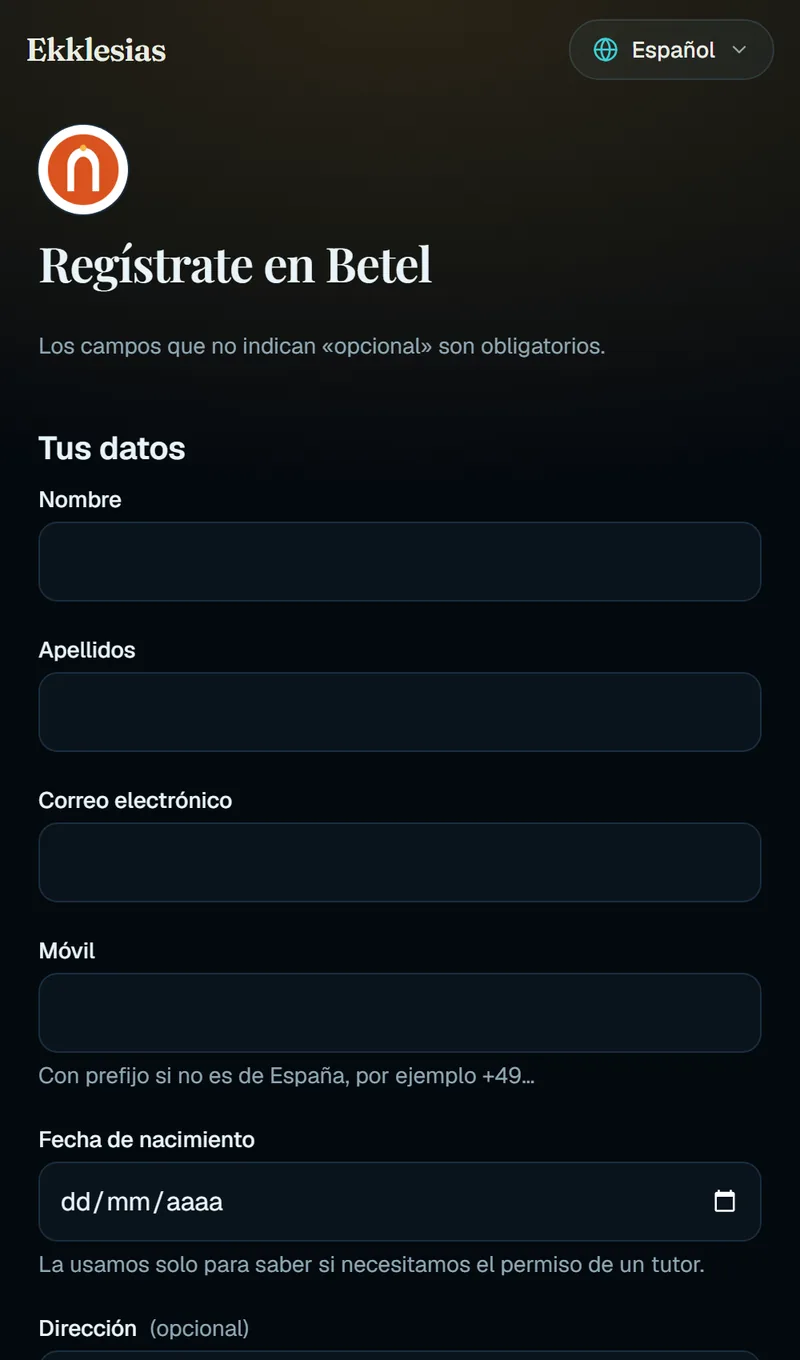 Ekklesias
Español
Regístrate en Betel
Los campos que no indican «opcional» son obligatorios.
Tus datos
Nombre
Apellidos
Correo electrónico
Móvil
Con prefijo si no es de España, por ejemplo +49…
Fecha de nacimiento
dd/mm/aaaa
La usamos solo para saber si necesitamos el permiso de un tutor.
Dirección (opcional)